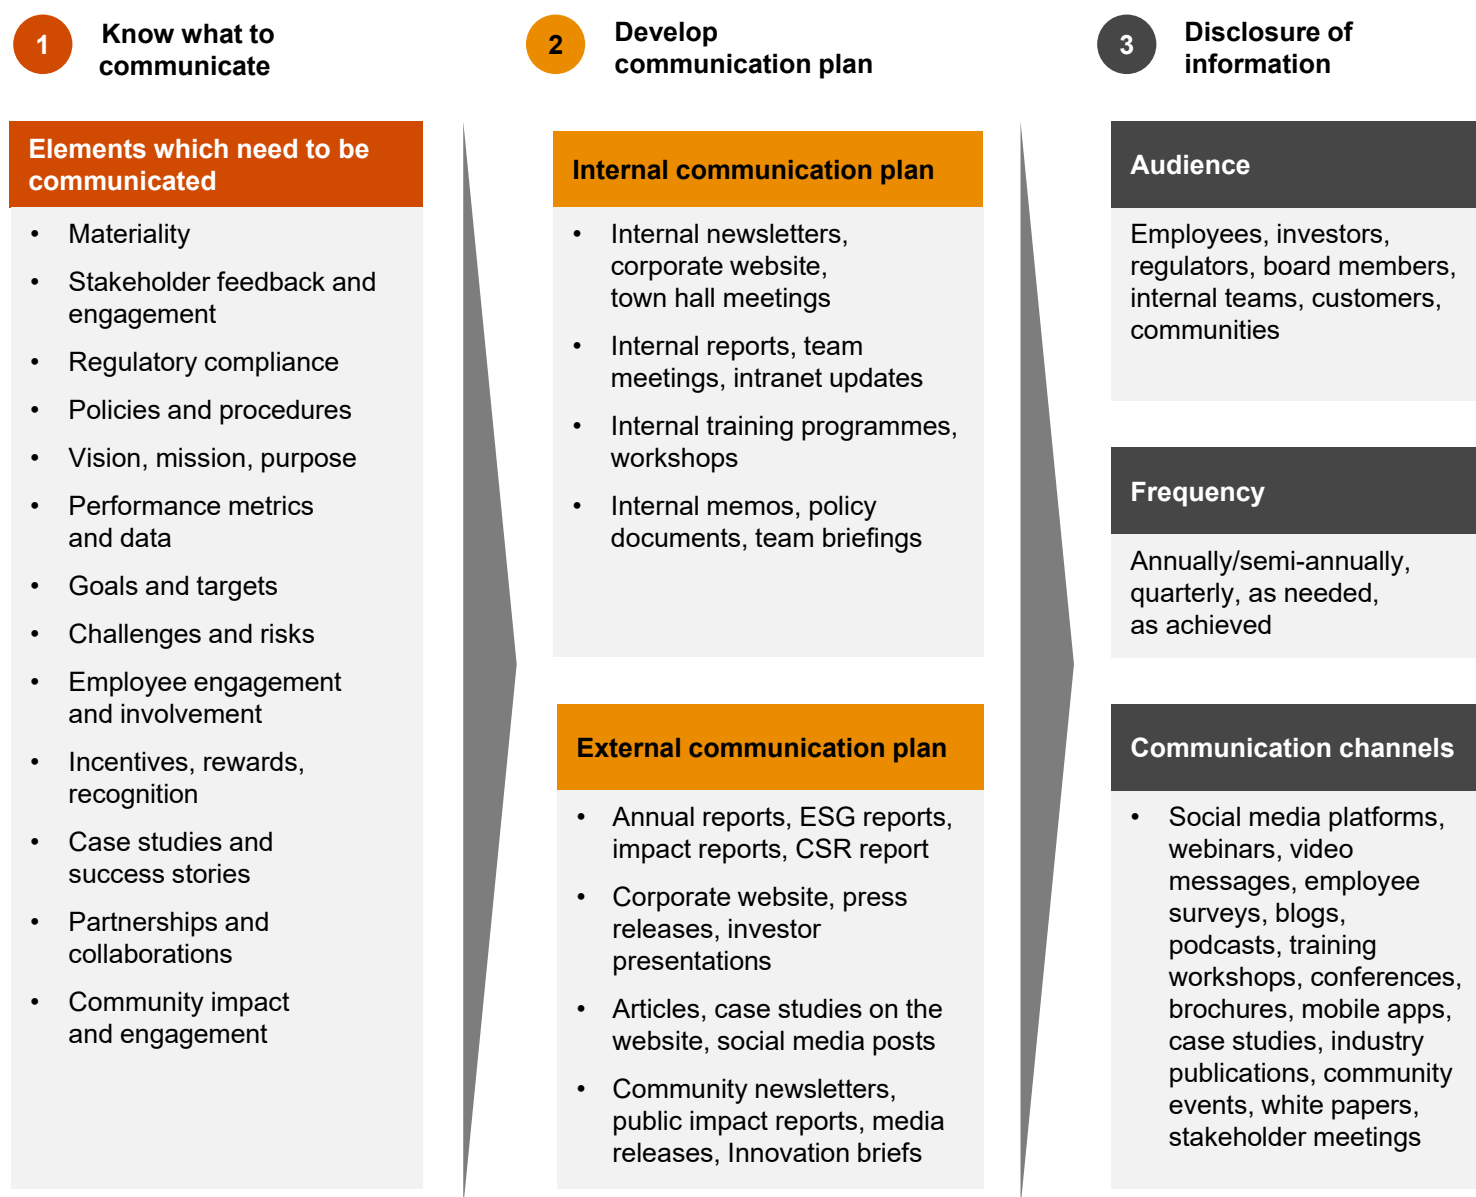 1
Know what to
communicate
Elements which need to be
communicated
• Materiality
• Stakeholder feedback and
engagement
• Regulatory compliance
• Policies and procedures
• Vision, mission, purpose
• Performance metrics
and data
• Goals and targets
• Challenges and risks
• Employee engagement
and involvement
• Incentives, rewards,
recognition
• Case studies and
success stories
• Partnerships and
collaborations
• Community impact
and engagement
2
Develop
communication plan
Internal communication plan
• Internal newsletters,
corporate website,
town hall meetings
• Internal reports, team
meetings, intranet updates
• Internal training programmes,
workshops
• Internal memos, policy
documents, team briefings
External communication plan
• Annual reports, ESG reports,
impact reports, CSR report
• Corporate website, press
releases, investor
presentations
• Articles, case studies on the
website, social media posts
• Community newsletters,
public impact reports, media
releases, Innovation briefs
3
Disclosure of
information
Audience
Employees, investors,
regulators, board members,
internal teams, customers,
communities
Frequency
Annually/semi-annually,
quarterly, as needed,
as achieved
Communication channels
• Social media platforms,
webinars, video
messages, employee
surveys, blogs,
podcasts, training
workshops, conferences,
brochures, mobile apps,
case studies, industry
publications, community
events, white papers,
stakeholder meetings